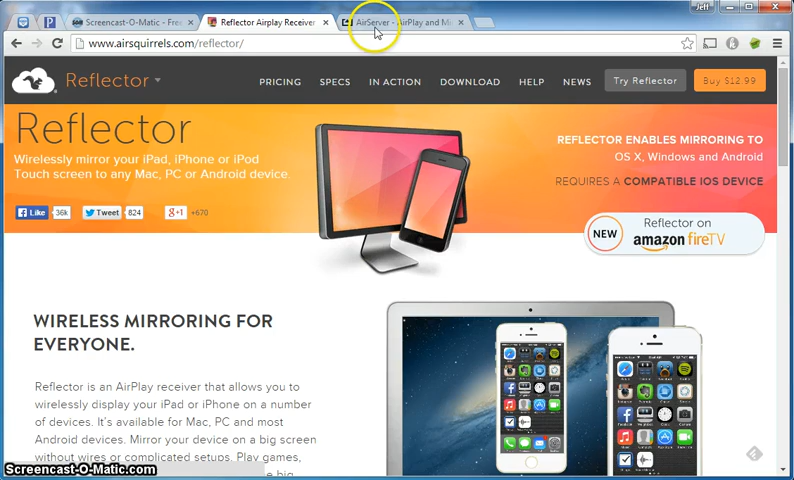 Jeff
Screencast-O-Matic - Free
Reflector Airplay Receiver
AirServer - AirPlay and Mi
www.airsquirrels.com/reflector/
Reflector
PRICING
SPECS
IN ACTION
DOWNLOAD
HELP
NEWS
Try Reflector
Buy $12.99
Reflector
Wirelessly mirror your iPad, iPhone or iPod
Touch screen to any Mac, PC or Android device.
Like 36k
Tweet 824
g+1 +670
REFLECTOR ENABLES MIRRORING TO
OS X, Windows and Android
REQUIRES A COMPATIBLE IOS DEVICE
NEW
Reflector on
amazon fireTV
WIRELESS MIRRORING FOR
EVERYONE.
Reflector is an AirPlay receiver that allows you to
wirelessly display your iPad or iPhone on a number
of devices. It's available for Mac, PC and most
Android devices. Mirror your device on a big screen
without wires or complicated setups. Play games,
Screencast-O-Matic.com